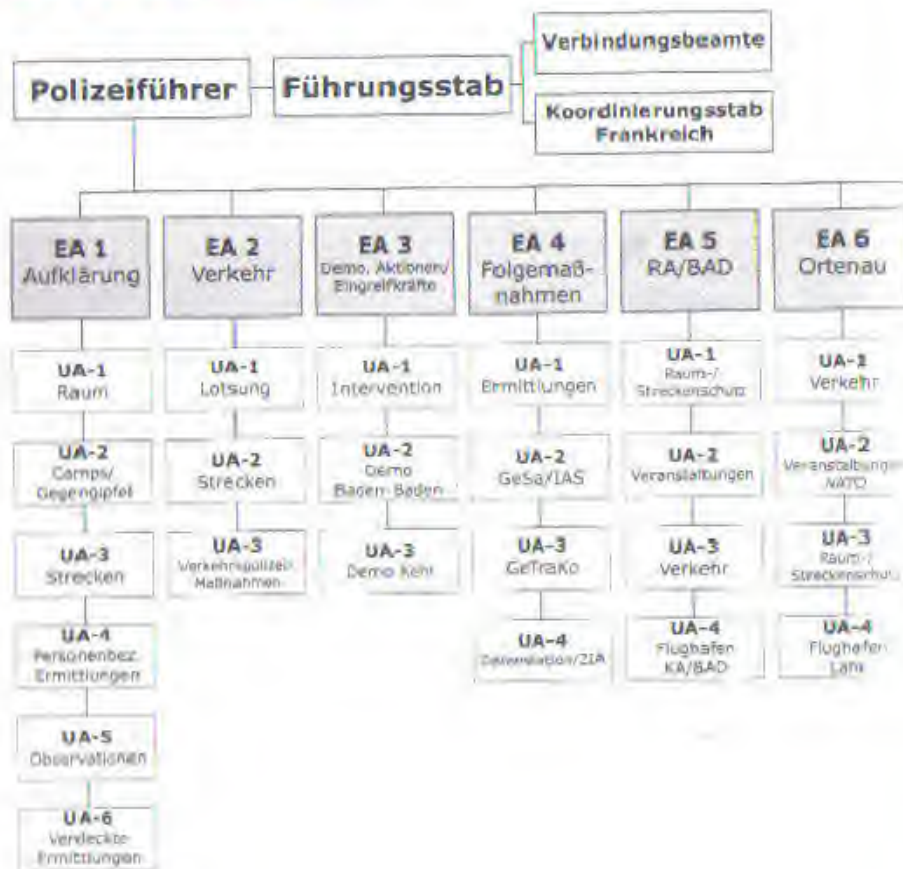 Polizeiführer
Führungsstab
Verbindungsbeamte
Koordinierungsstab
Frankreich
EA 1
Aufklärung
UA-1
Raum
UA-2
Camps/
Gegengipfel
UA-3
Strecken
UA-4
Personenbez.
Ermittlungen
UA-5
Observationen
UA-6
Verdeckte
Ermittlungen
EA 2
Verkehr
UA-1
Lotsung
UA-2
Strecken
UA-3
Verkehrspolizeil.
Maßnahmen
EA 3
Demo, Aktionen/
Eingreifkräfte
UA-1
Intervention
UA-2
Demo
Baden-Baden
UA-3
Demo Kehl
EA 4
Folgemaß-
nahmen
UA-1
Ermittlungen
UA-2
GeSa/IAS
UA-3
GeTraKo
UA-4
EA 5
RA/BAD
UA-1
Raum-/
Streckenschutz
UA-2
Veranstaltungen
UA-3
Verkehr
UA-4
Flughafen
KA/BAD
EA 6
Ortenau
UA-1
Verkehr
UA-2
Veranstaltungen
NATO
UA-3
Raum-/
Streckenschutz
UA-4
Flughafen
Lahr